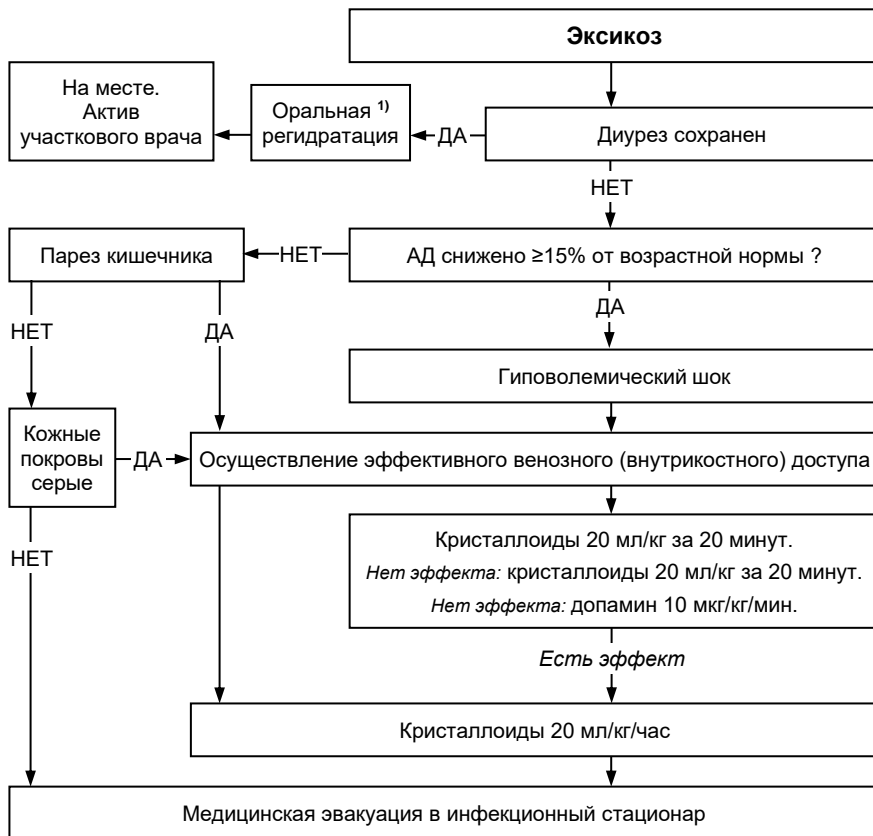 Эксикоз
На месте.
Актив
участкового врача
Оральная ¹⁾
регидратация
ДА
Диурез сохранен
НЕТ
Парез кишечника
НЕТ
АД снижено ≥15% от возрастной нормы ?
НЕТ
ДА
ДА
Гиповолемический шок
Кожные
покровы
серые
ДА
Осуществление эффективного венозного (внутрикостного) доступа
НЕТ
Кристаллоиды 20 мл/кг за 20 минут.
Нет эффекта: кристаллоиды 20 мл/кг за 20 минут.
Нет эффекта: допамин 10 мкг/кг/мин.
Есть эффект
Кристаллоиды 20 мл/кг/час
Медицинская эвакуация в инфекционный стационар